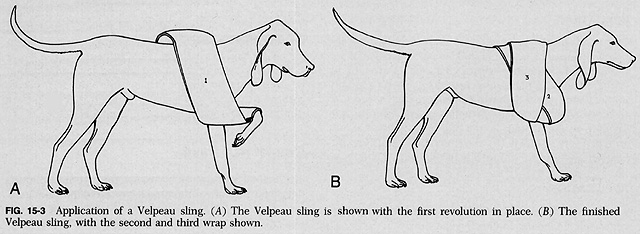 1
3
2
A
B
FIG. 15-3 Application of a Velpeau sling. (A) The Velpeau sling is shown with the first revolution in place. (B) The finished
Velpeau sling, with the second and third wrap shown.